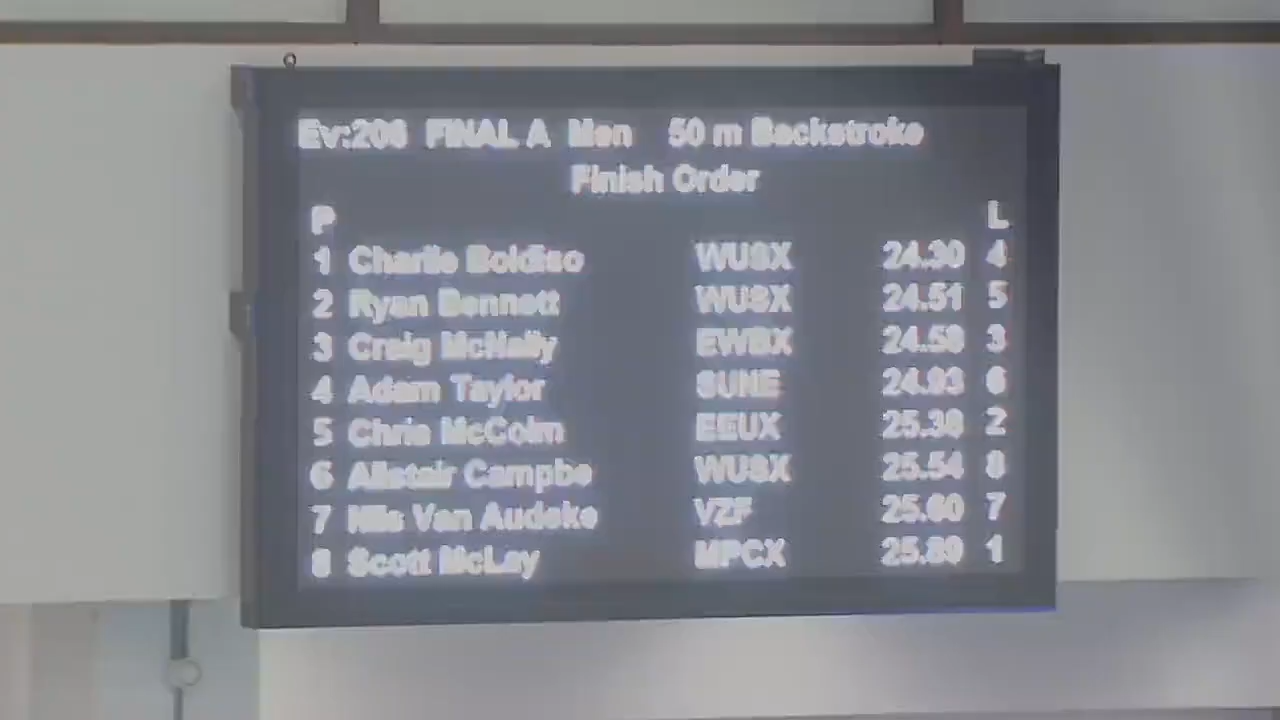 Ev:206 FINAL A Men 50 m Backstroke
Finish Order
P L
1 Charlie Boldiso WUSX 24.30 4
2 Ryan Bennett WUSX 24.51 5
3 Craig McNally EWBX 24.58 3
4 Adam Taylor SUNE 24.93 6
5 Chris McColm EEUX 25.38 2
6 Alistair Campbe WUSX 25.54 8
7 Nils Van Audeke VZF 25.60 7
8 Scott McLay MPCX 25.89 1